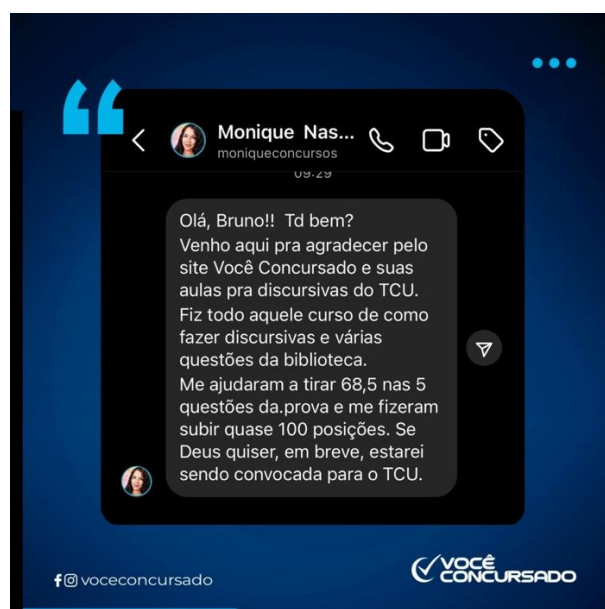 Monique Nas...
moniqueconcursos
09:29
Olá, Bruno!! Td bem?
Venho aqui pra agradecer pelo
site Você Concursado e suas
aulas pra discursivas do TCU.
Fiz todo aquele curso de como
fazer discursivas e várias
questões da biblioteca.
Me ajudaram a tirar 68,5 nas 5
questões da.prova e me fizeram
subir quase 100 posições. Se
Deus quiser, em breve, estarei
sendo convocada para o TCU.
voceconcursado
VOCÊ
CONCURSADO